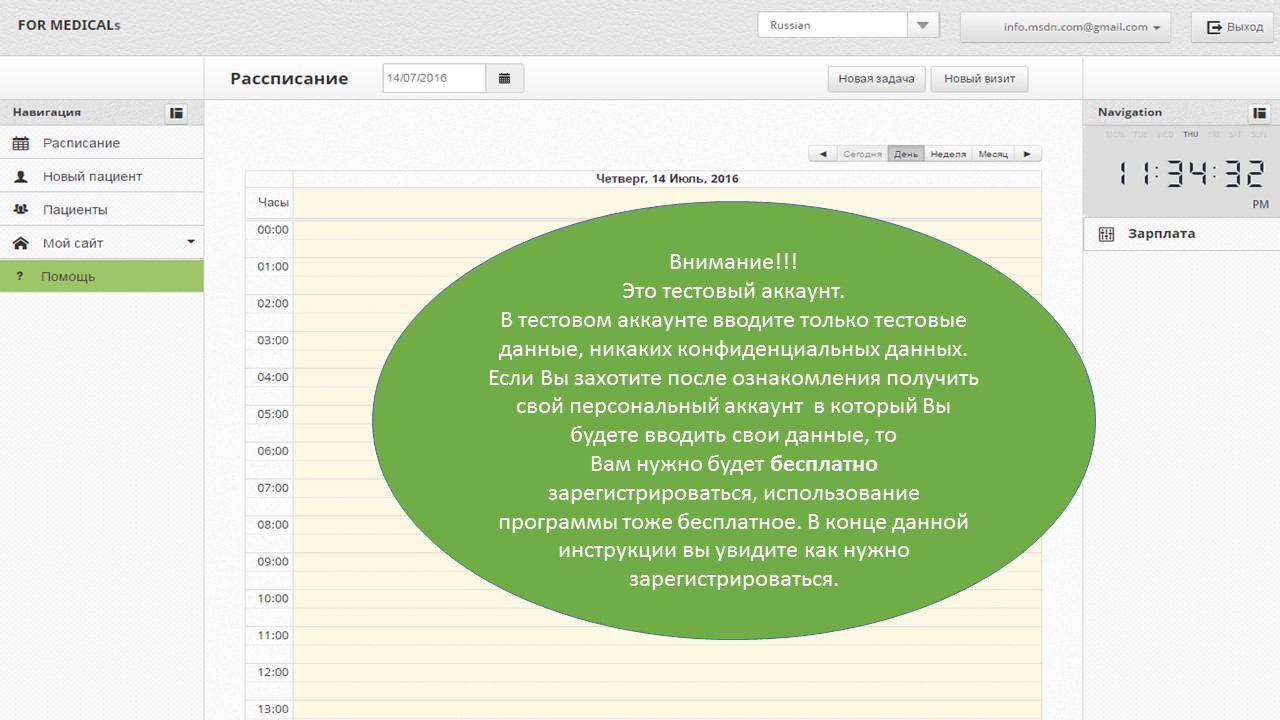 FOR MEDICALs
Russian
info.msdn.com@gmail.com
Выход
Расcписание
14/07/2016
Новая задача
Новый визит
Навигация
Расписание
Новый пациент
Пациенты
Мой сайт
? Помощь
Navigation
MON TUE WED THU FRI SAT SUN
11:34:32
PM
Зарплата
Сегодня День Неделя Месяц
Четверг, 14 Июль, 2016
Часы
00:00
01:00
02:00
03:00
04:00
05:00
06:00
07:00
08:00
09:00
10:00
11:00
12:00
13:00
Внимание!!!
Это тестовый аккаунт.
В тестовом аккаунте вводите только тестовые
данные, никаких конфиденциальных данных.
Если Вы захотите после ознакомления получить
свой персональный аккаунт в который Вы
будете вводить свои данные, то
Вам нужно будет бесплатно
зарегистрироваться, использование
программы тоже бесплатное. В конце данной
инструкции вы увидите как нужно
зарегистрироваться.